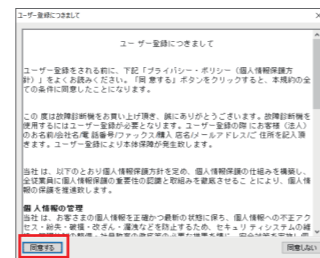 ユーザー登録につきまして
ユー ザー登録につきまして
ユーザー登録をされる前に、下記「プライバシー・ポリシー（個人情報保護方
針）」をよくお読みください。「同 意する」ボタンをクリックすると、本規約の全
ての条件に同意したことになります。
この 度は故障診断機をお買い上げ頂き、誠にありがとうございます。故障診断機を
使用するにはユーザー登録が必要となります。ユーザー登録の際 にお客様（法人）
のお名前/会社名/電 話番号/ファックス/購入 店名/メールアドレス/ご 住所を記入頂
きます。ユーザー登録により本体保障が発生致します。
当社 は、以下のとおり個人情報保護方針を定め、個人情報保護の仕組みを構築し、
全従業員に個人情報保護の重要性の認識と取組みを徹底させるこ とにより、個人情
報の保護を推進致します。
個 人情報の管理
当社 は、お客さまの個人情報を正確かつ最新の状態に保ち、個人情報への不正アク
セス・紛失・破損・改ざん・漏洩などを防止するため、セキュリティシステムの維
同意する
同意しない